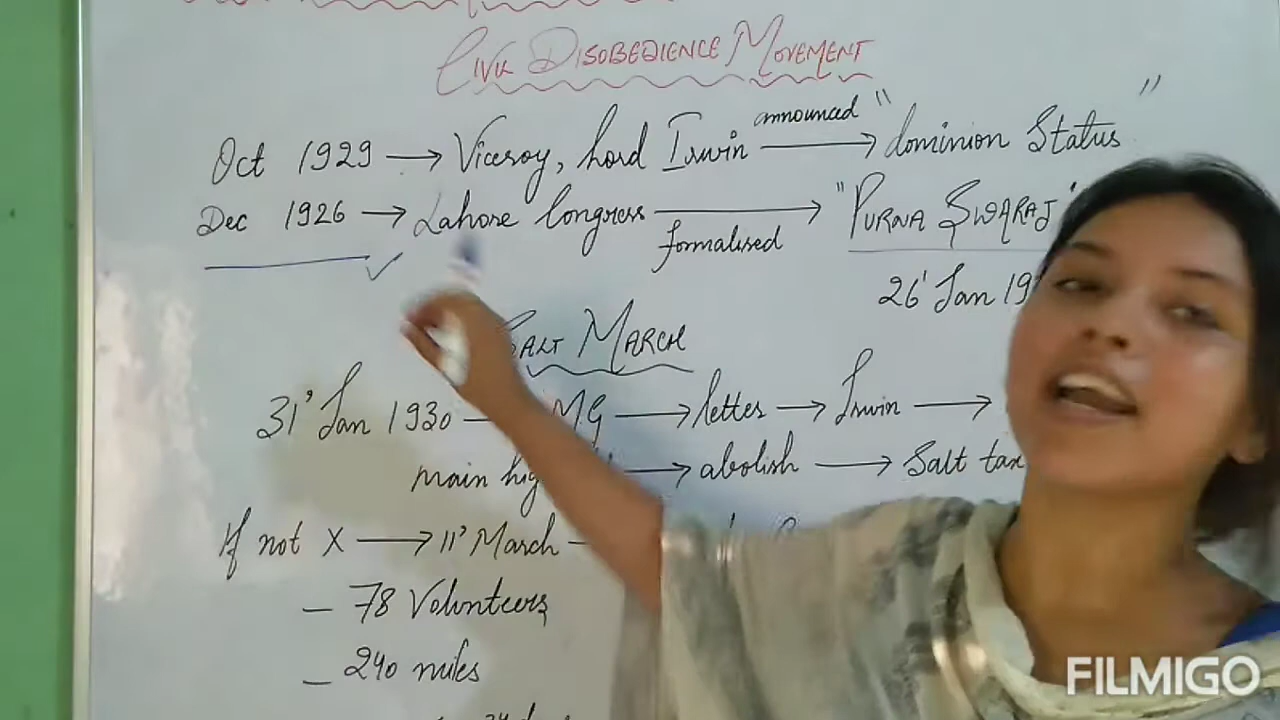 CIVIL DISOBEDIENCE MOVEMENT
Oct 1929 → Viceroy, Lord Irwin announced → "dominion Status"
Dec 1926 → Lahore Congress formalised → "PURNA SWARAJ"
26' Jan 19
SALT MARCH
31' Jan 1930 — MG → letter → Irwin →
main hig → abolish → Salt tax
If not X → 11' March –
– 78 Volunteers
– 240 miles
FILMIGO